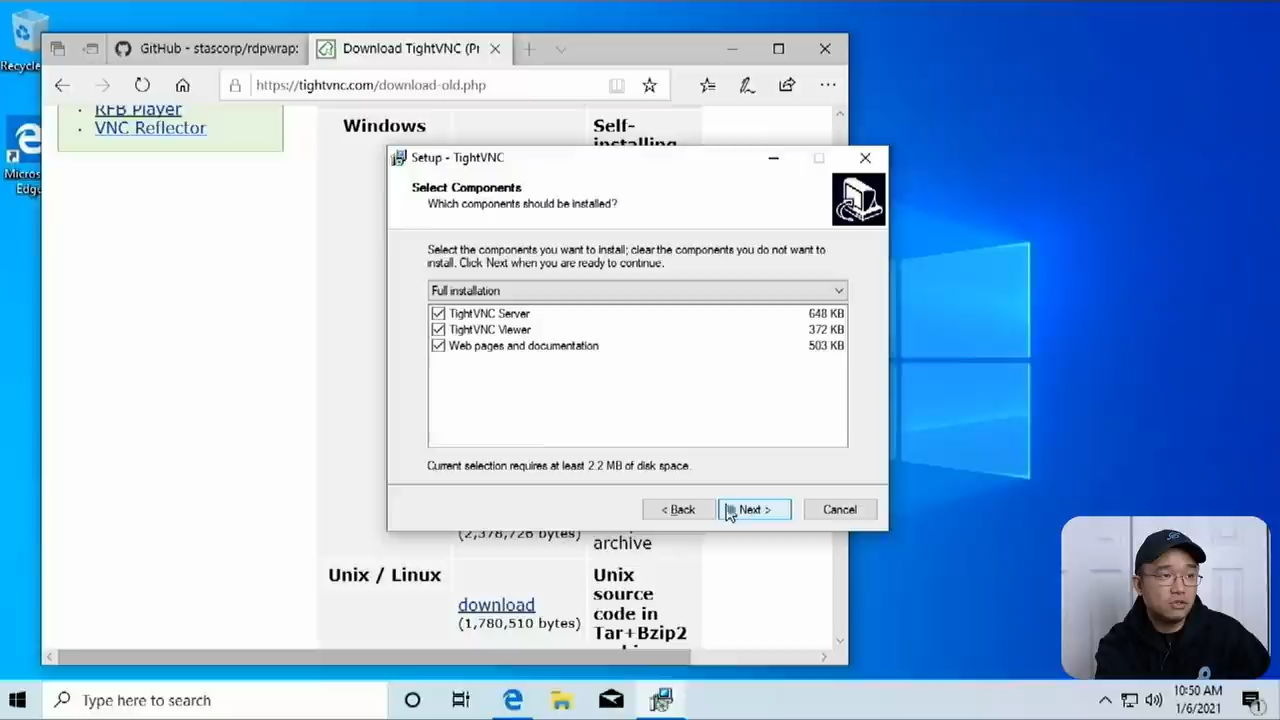 Recycle
GitHub - stascorp/rdpwrap:
Download TightVNC (Pr
https://tightvnc.com/download-old.php
RFB Player
VNC Reflector
Windows
Self-
installing
Micros
Edge
Setup - TightVNC
Select Components
Which components should be installed?
Select the components you want to install; clear the components you do not want to
install. Click Next when you are ready to continue.
Full installation
TightVNC Server 648 KB
TightVNC Viewer 372 KB
Web pages and documentation 503 KB
Current selection requires at least 2.2 MB of disk space.
< Back
Next >
Cancel
(2,378,726 bytes)
archive
Unix / Linux
download
(1,780,510 bytes)
Unix
source
code in
Tar+Bzip2
Type here to search
10:50 AM
1/6/2021
1